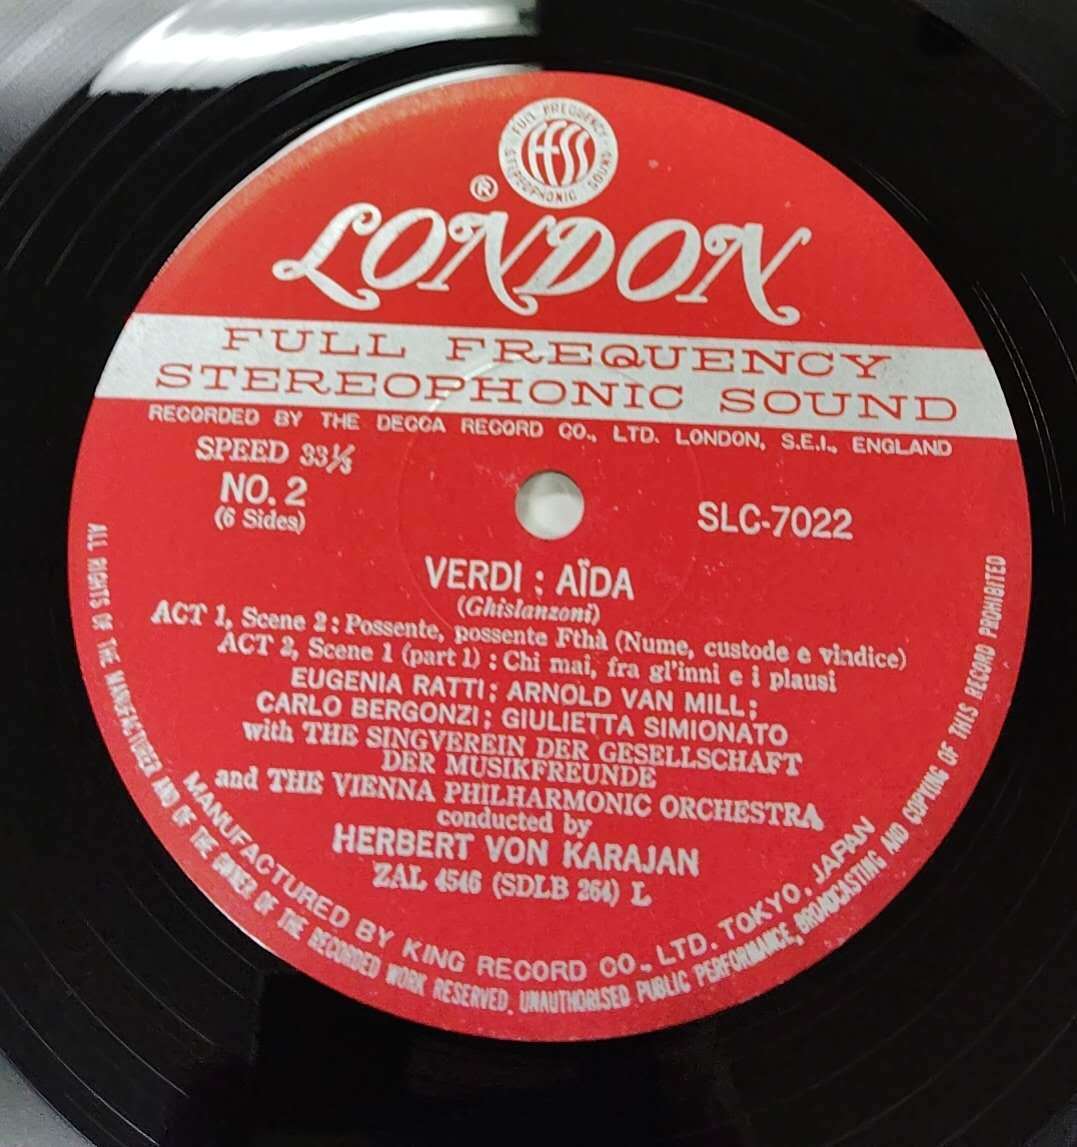 FULL FREQUENCY
STEREOPHONIC SOUND
ffss
®
LONDON
FULL FREQUENCY
STEREOPHONIC SOUND
RECORDED BY THE DECCA RECORD CO., LTD. LONDON, S.E.I., ENGLAND
SPEED 33⅓
NO. 2
(6 Sides)
SLC-7022
VERDI ; AÏDA
(Ghislanzoni)
ACT 1, Scene 2 : Possente, possente Fthà (Nume, custode e vindice)
ACT 2, Scene 1 (part 1) : Chi mai, fra gl'inni e i plausi
EUGENIA RATTI ; ARNOLD VAN MILL ;
CARLO BERGONZI ; GIULIETTA SIMIONATO
with THE SINGVEREIN DER GESELLSCHAFT
DER MUSIKFREUNDE
and THE VIENNA PHILHARMONIC ORCHESTRA
conducted by
HERBERT VON KARAJAN
ZAL 4546 (SDLB 264) L
MANUFACTURED BY KING RECORD CO., LTD. TOKYO. JAPAN
ALL RIGHTS OF THE MANUFACTURER AND OF THE OWNER OF THE RECORDED WORK RESERVED. UNAUTHORISED PUBLIC PERFORMANCE, BROADCASTING AND COPYING OF THIS RECORD PROHIBITED